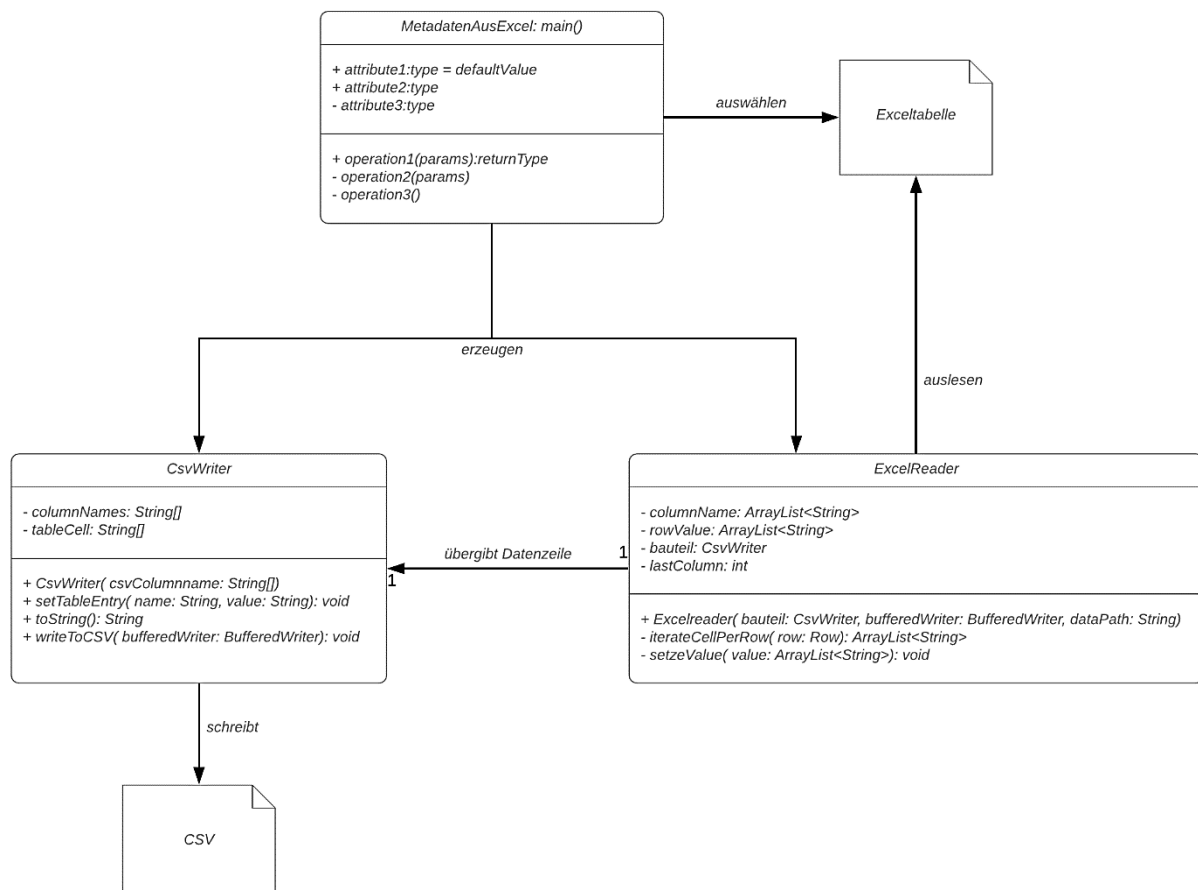 MetadatenAusExcel: main()
+ attribute1:type = defaultValue
+ attribute2:type
- attribute3:type
+ operation1(params):returnType
- operation2(params)
- operation3()
auswählen
Exceltabelle
erzeugen
auslesen
CsvWriter
- columnNames: String[]
- tableCell: String[]
+ CsvWriter( csvColumnname: String[])
+ setTableEntry( name: String, value: String): void
+ toString(): String
+ writeToCSV( bufferedWriter: BufferedWriter): void
übergibt Datenzeile
1
1
ExcelReader
- columnName: ArrayList<String>
- rowValue: ArrayList<String>
- bauteil: CsvWriter
- lastColumn: int
+ Excelreader( bauteil: CsvWriter, bufferedWriter: BufferedWriter, dataPath: String)
- iterateCellPerRow( row: Row): ArrayList<String>
- setzeValue( value: ArrayList<String>): void
schreibt
CSV